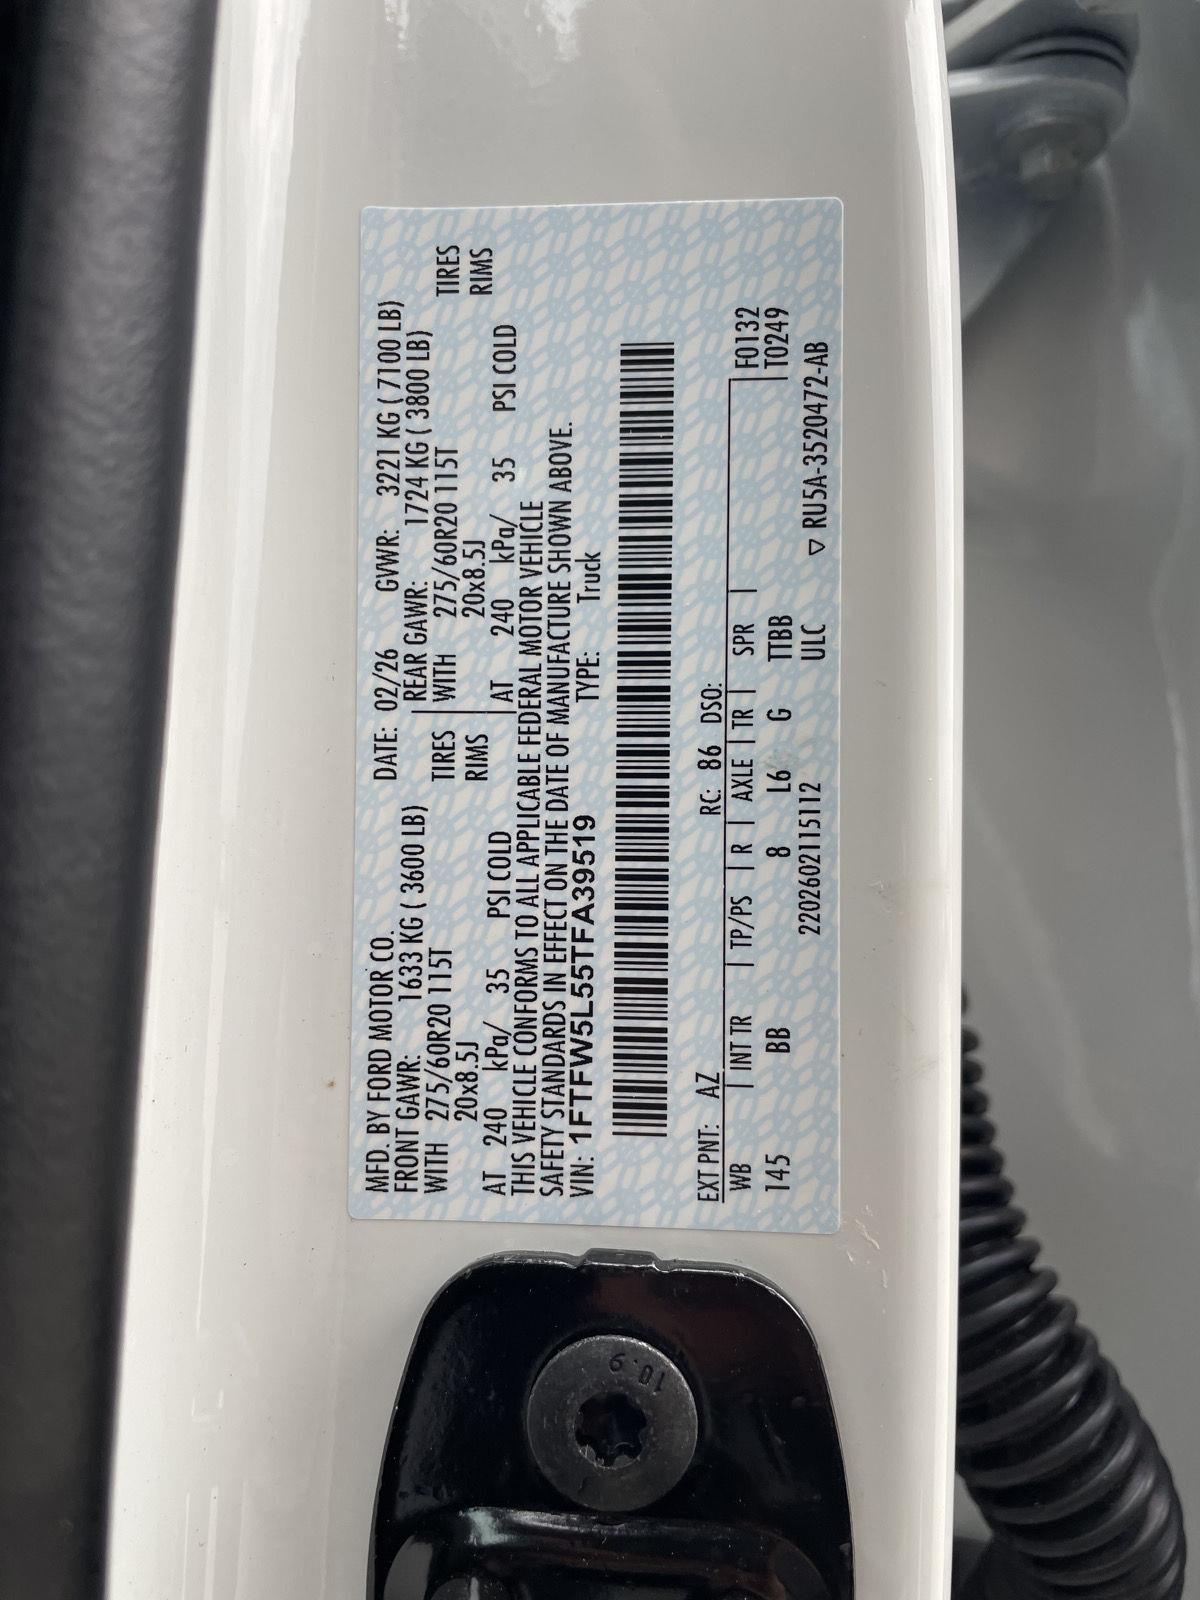 MFD. BY FORD MOTOR CO.
DATE: 02/26 GVWR: 3221 KG ( 7100 LB)
FRONT GAWR: 1633 KG ( 3600 LB)
REAR GAWR: 1724 KG ( 3800 LB)
WITH 275/60R20 115T TIRES
WITH 275/60R20 115T TIRES
20x8.5J RIMS
20x8.5J RIMS
AT 240 kPa/ 35 PSI COLD
AT 240 kPa/ 35 PSI COLD
THIS VEHICLE CONFORMS TO ALL APPLICABLE FEDERAL MOTOR VEHICLE
SAFETY STANDARDS IN EFFECT ON THE DATE OF MANUFACTURE SHOWN ABOVE.
VIN: 1FTFW5L55TFA39519
TYPE: Truck
EXT PNT: AZ RC: 86 DSO:
WB | INT TR | TP/PS | R | AXLE | TR | SPR | F0132
145 BB 8 L6 G TTBB T0249
2202602115112 ULC ▽ RU5A-3520472-AB
10.9